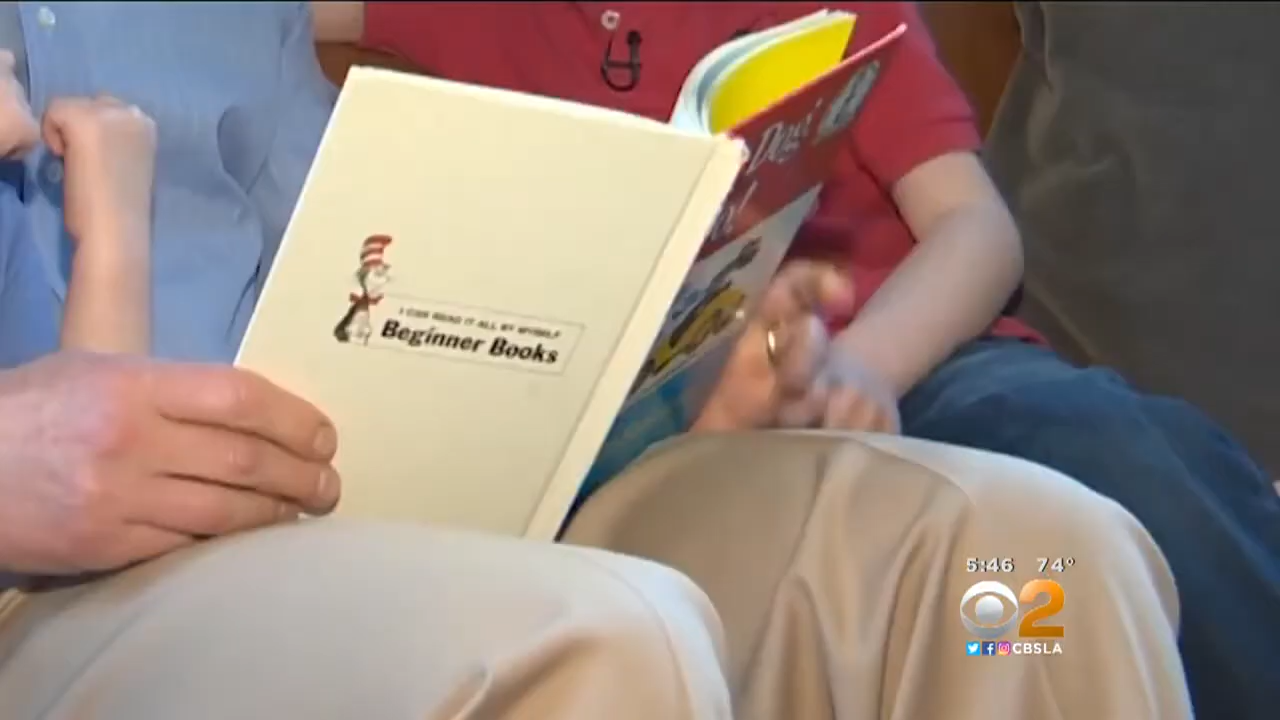 Dog!
I CAN READ IT ALL BY MYSELF
Beginner Books
5:46 74°
2
CBSLA